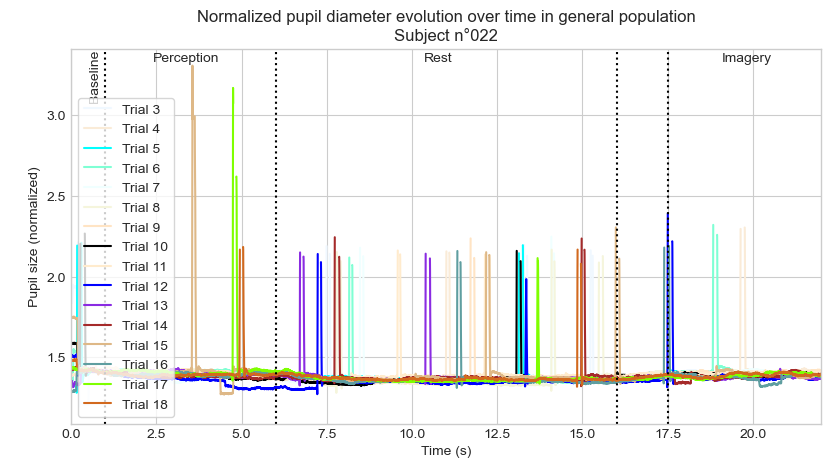 Normalized pupil diameter evolution over time in general population
Subject n°022
Baseline
Perception
Rest
Imagery
Pupil size (normalized)
3.0
2.5
2.0
1.5
Trial 3
Trial 4
Trial 5
Trial 6
Trial 7
Trial 8
Trial 9
Trial 10
Trial 11
Trial 12
Trial 13
Trial 14
Trial 15
Trial 16
Trial 17
Trial 18
0.0 2.5 5.0 7.5 10.0 12.5 15.0 17.5 20.0
Time (s)